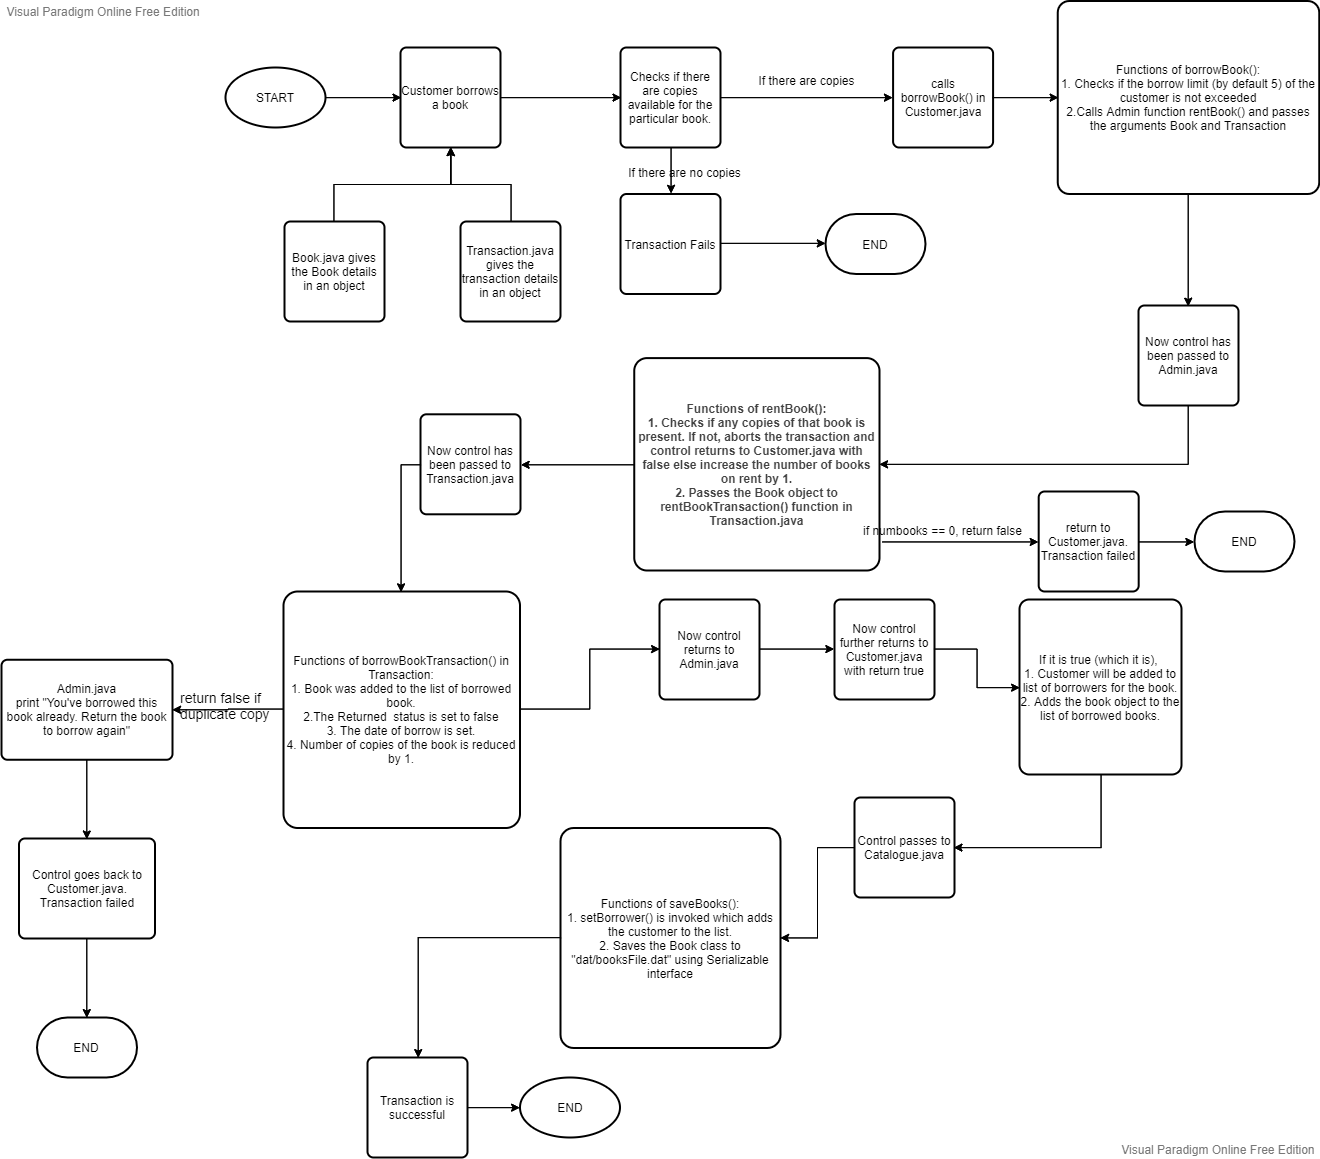 Visual Paradigm Online Free Edition
START
Customer borrows
a book
Checks if there
are copies
available for the
particular book.
If there are copies
calls
borrowBook() in
Customer.java
Functions of borrowBook():
1. Checks if the borrow limit (by default 5) of the
customer is not exceeded
2.Calls Admin function rentBook() and passes
the arguments Book and Transaction
If there are no copies
Book.java gives
the Book details
in an object
Transaction.java
gives the
transaction details
in an object
Transaction Fails
END
Now control has
been passed to
Admin.java
Functions of rentBook():
1. Checks if any copies of that book is
present. If not, aborts the transaction and
control returns to Customer.java with
false else increase the number of books
on rent by 1.
2. Passes the Book object to
rentBookTransaction() function in
Transaction.java
Now control has
been passed to
Transaction.java
if numbooks == 0, return false
return to
Customer.java.
Transaction failed
END
Functions of borrowBookTransaction() in
Transaction:
1. Book was added to the list of borrowed
book.
2.The Returned  status is set to false
3. The date of borrow is set.
4. Number of copies of the book is reduced
by 1.
Now control
returns to
Admin.java
Now control
further returns to
Customer.java
with return true
If it is true (which it is),
1. Customer will be added to
list of borrowers for the book.
2. Adds the book object to the
list of borrowed books.
return false if
duplicate copy
Admin.java
print "You've borrowed this
book already. Return the book
to borrow again"
Control goes back to
Customer.java.
Transaction failed
END
Control passes to
Catalogue.java
Functions of saveBooks():
1. setBorrower() is invoked which adds
the customer to the list.
2. Saves the Book class to
"dat/booksFile.dat" using Serializable
interface
Transaction is
successful
END
Visual Paradigm Online Free Edition